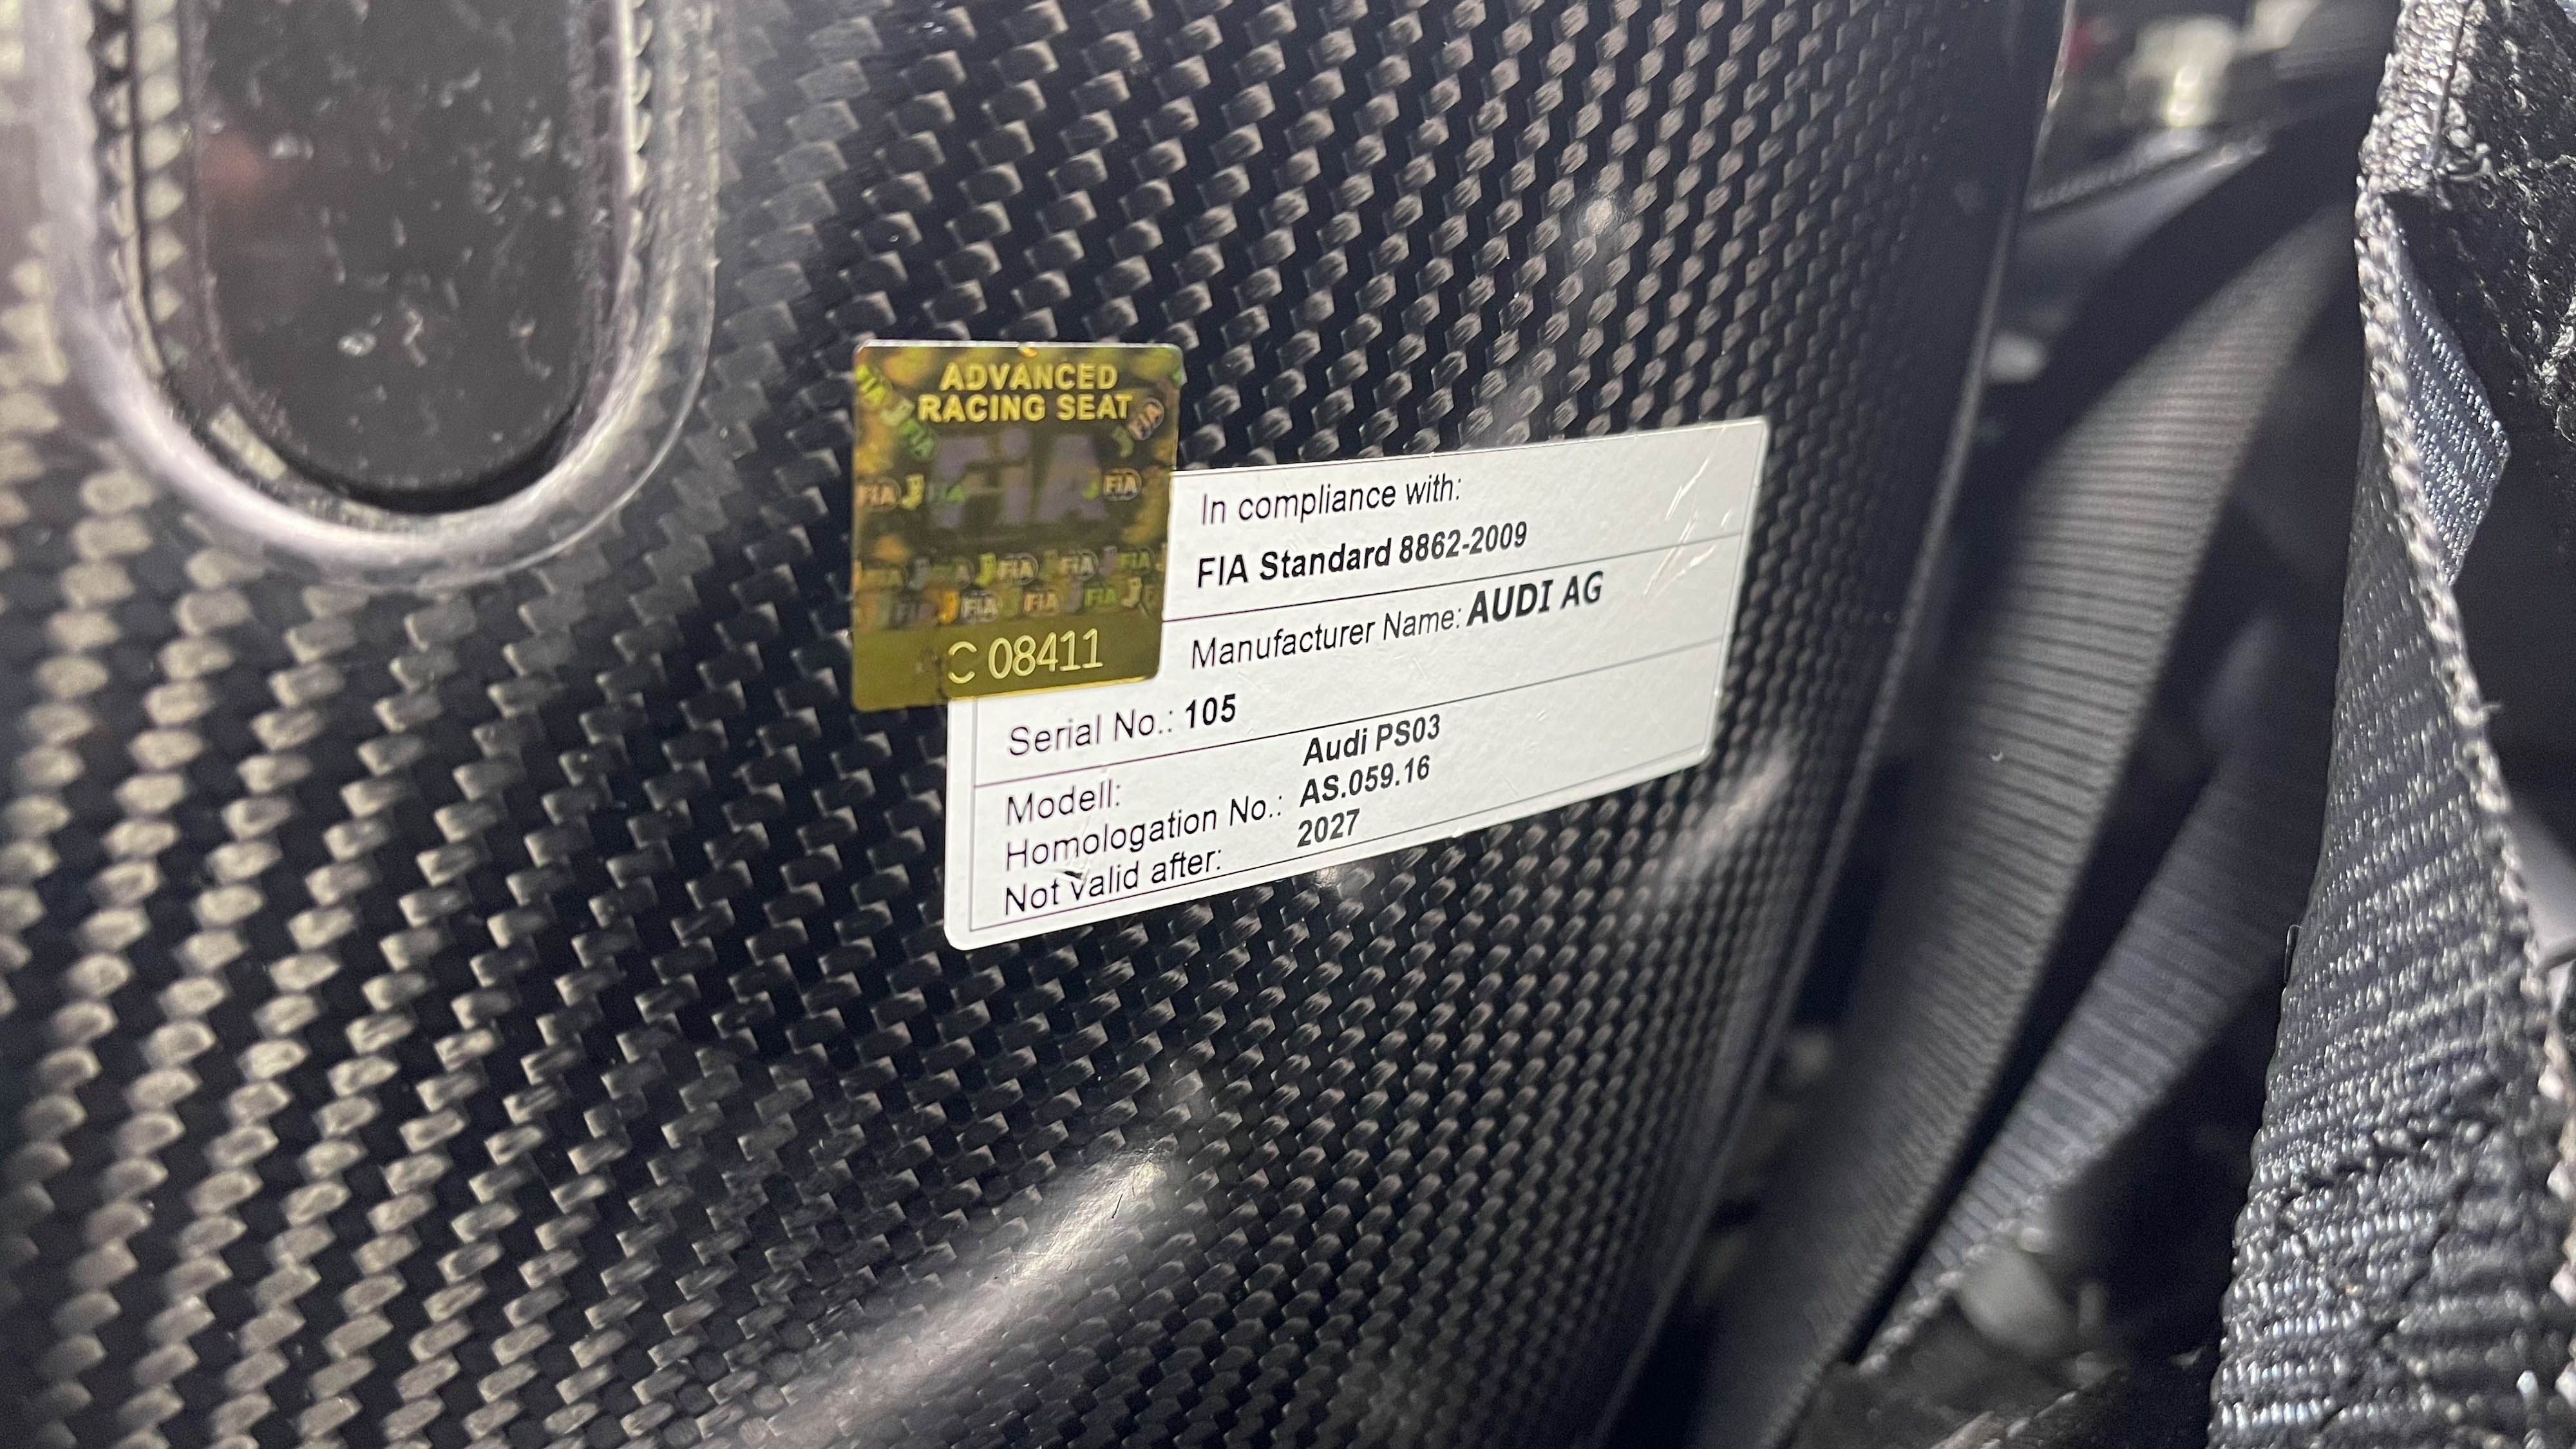 ADVANCED
RACING SEAT
FIA
C 08411
In compliance with:
FIA Standard 8862-2009
Manufacturer Name: AUDI AG
Serial No.: 105
Modell: Audi PS03
Homologation No.: AS.059.16
Not valid after: 2027